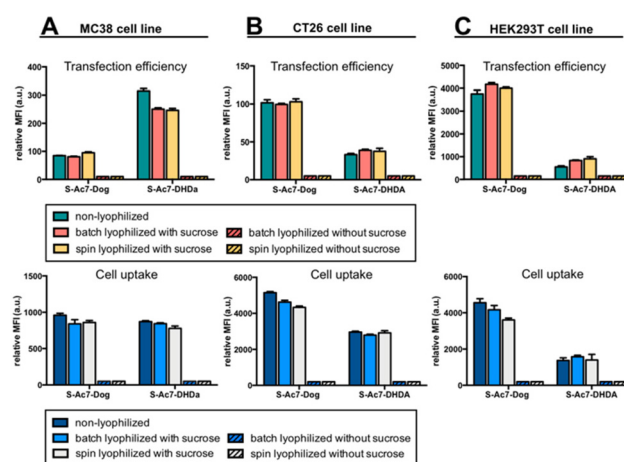 A MC38 cell line
Transfection efficiency
relative MFI (a.u.)
400
300
200
100
0
S-Ac7-Dog S-Ac7-DHDa
B CT26 cell line
Transfection efficiency
relative MFI (a.u.)
150
100
50
0
S-Ac7-Dog S-Ac7-DHDA
C HEK293T cell line
Transfection efficiency
relative MFI (a.u.)
5000
4000
3000
2000
1000
0
S-Ac7-Dog S-Ac7-DHDA
non-lyophilized
batch lyophilized with sucrose batch lyophilized without sucrose
spin lyophilized with sucrose spin lyophilized without sucrose
Cell uptake
relative MFI (a.u.)
1500
1000
500
0
S-Ac7-Dog S-Ac7-DHDa
Cell uptake
relative MFI (a.u.)
6000
4000
2000
0
S-Ac7-Dog S-Ac7-DHDA
Cell uptake
relative MFI (a.u.)
6000
4000
2000
0
S-Ac7-Dog S-Ac7-DHDA
non-lyophilized
batch lyophilized with sucrose batch lyophilized without sucrose
spin lyophilized with sucrose spin lyophilized without sucrose